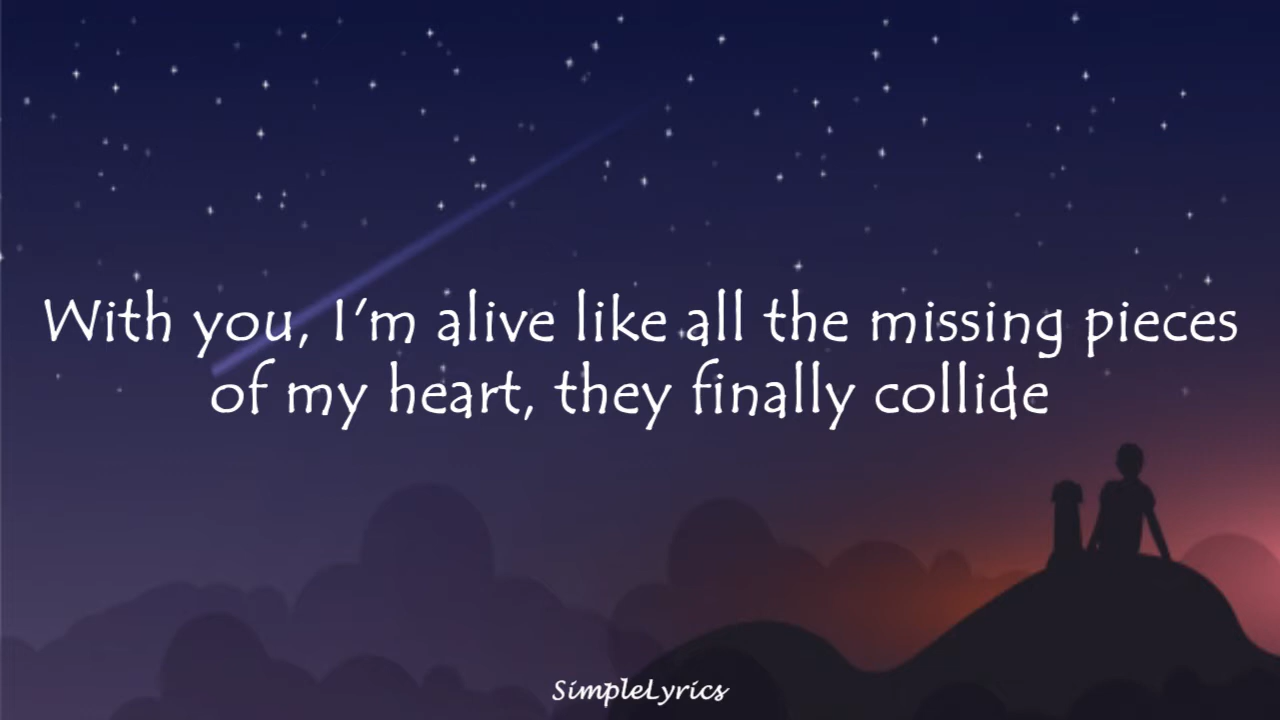 With you, I'm alive like all the missing pieces
of my heart, they finally collide
SimpleLyrics